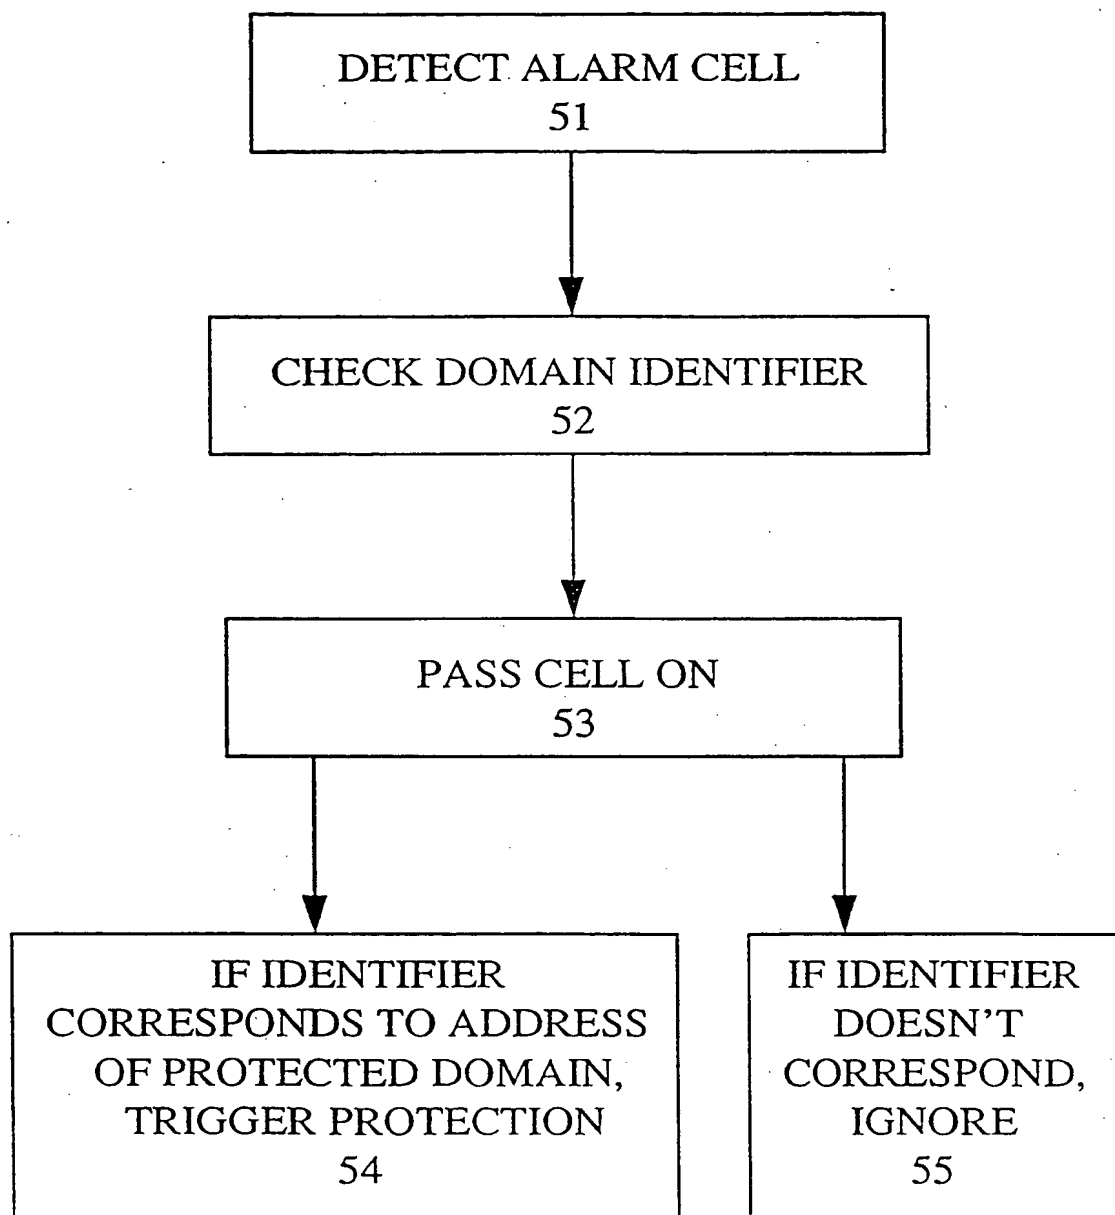 DETECT ALARM CELL
51
CHECK DOMAIN IDENTIFIER
52
PASS CELL ON
53
IF IDENTIFIER
CORRESPONDS TO ADDRESS
OF PROTECTED DOMAIN,
TRIGGER PROTECTION
54
IF IDENTIFIER
DOESN'T
CORRESPOND,
IGNORE
55